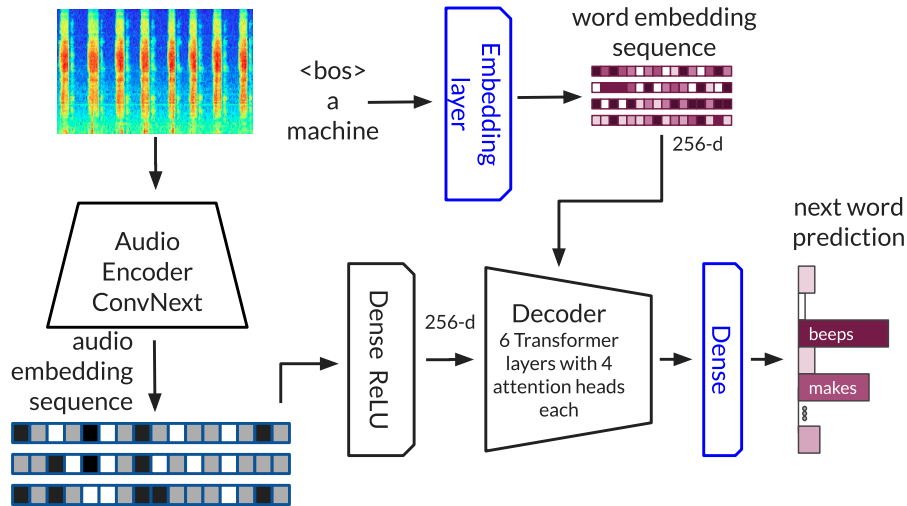 <bos>
a
machine
Embedding
layer
word embedding
sequence
256-d
Audio
Encoder
ConvNext
audio
embedding
sequence
Dense ReLU
256-d
Decoder
6 Transformer
layers with 4
attention heads
each
Dense
next word
prediction
beeps
makes